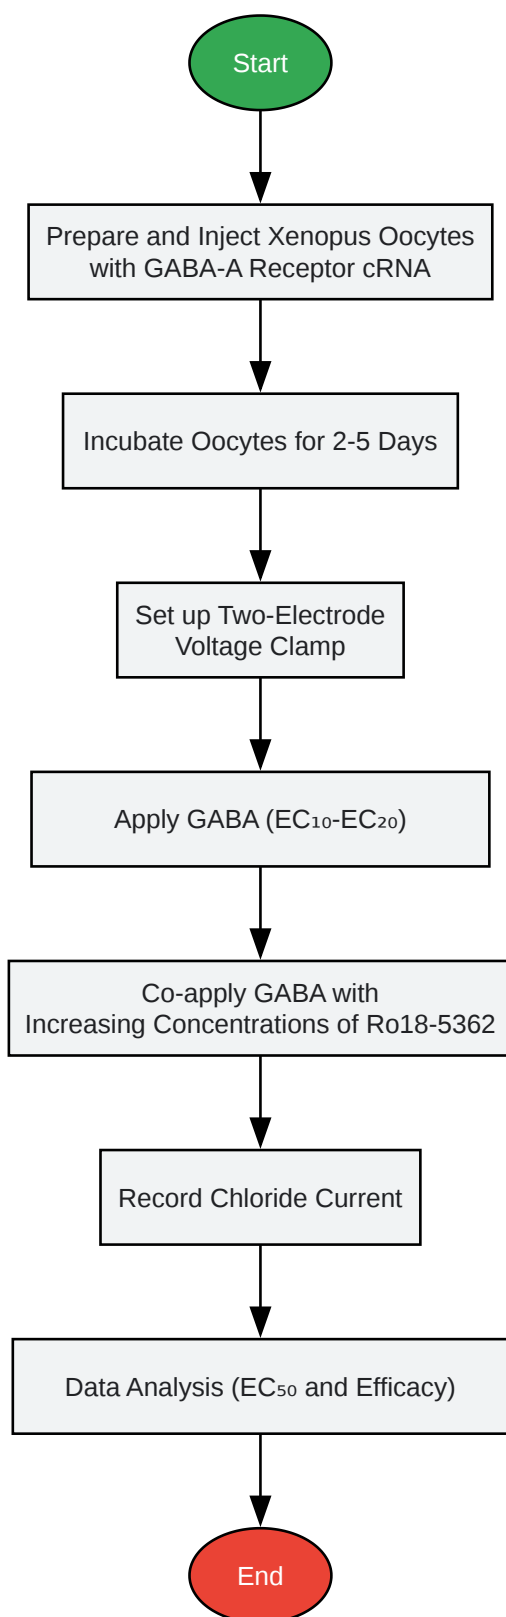 Start
Prepare and Inject Xenopus Oocytes
with GABA-A Receptor cRNA
Incubate Oocytes for 2-5 Days
Set up Two-Electrode
Voltage Clamp
Apply GABA (EC₁₀-EC₂₀)
Co-apply GABA with
Increasing Concentrations of Ro18-5362
Record Chloride Current
Data Analysis (EC₅₀ and Efficacy)
End